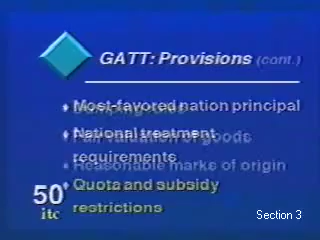 GATT: Provisions (cont.)
Most-favored nation principal
National treatment
Fair valuation of goods
requirements
Reasonable marks of origin
Quota and subsidy
restrictions
50
itc
Section 3